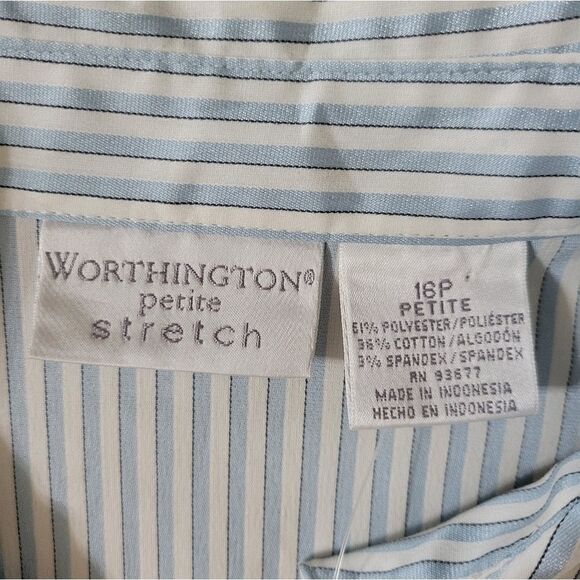 WORTHINGTON®
petite
stretch
16P
PETITE
61% POLYESTER/POLIÉSTER
36% COTTON/ALGODÓN
3% SPANDEX/SPANDEX
RN 93677
MADE IN INDONESIA
HECHO EN INDONESIA